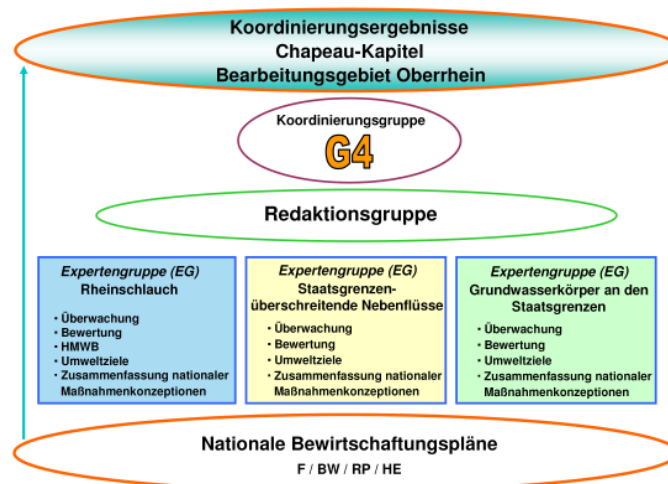 Koordinierungsergebnisse
Chapeau-Kapitel
Bearbeitungsgebiet Oberrhein
Koordinierungsgruppe
G4
Redaktionsgruppe
Expertengruppe (EG)
Rheinschlauch
• Überwachung
• Bewertung
• HMWB
• Umweltziele
• Zusammenfassung nationaler
Maßnahmenkonzeptionen
Expertengruppe (EG)
Staatsgrenzen-
überschreitende Nebenflüsse
• Überwachung
• Bewertung
• Umweltziele
• Zusammenfassung nationaler
Maßnahmenkonzeptionen
Expertengruppe (EG)
Grundwasserkörper an den
Staatsgrenzen
• Überwachung
• Bewertung
• Umweltziele
• Zusammenfassung nationaler
Maßnahmenkonzeptionen
Nationale Bewirtschaftungspläne
F / BW / RP / HE